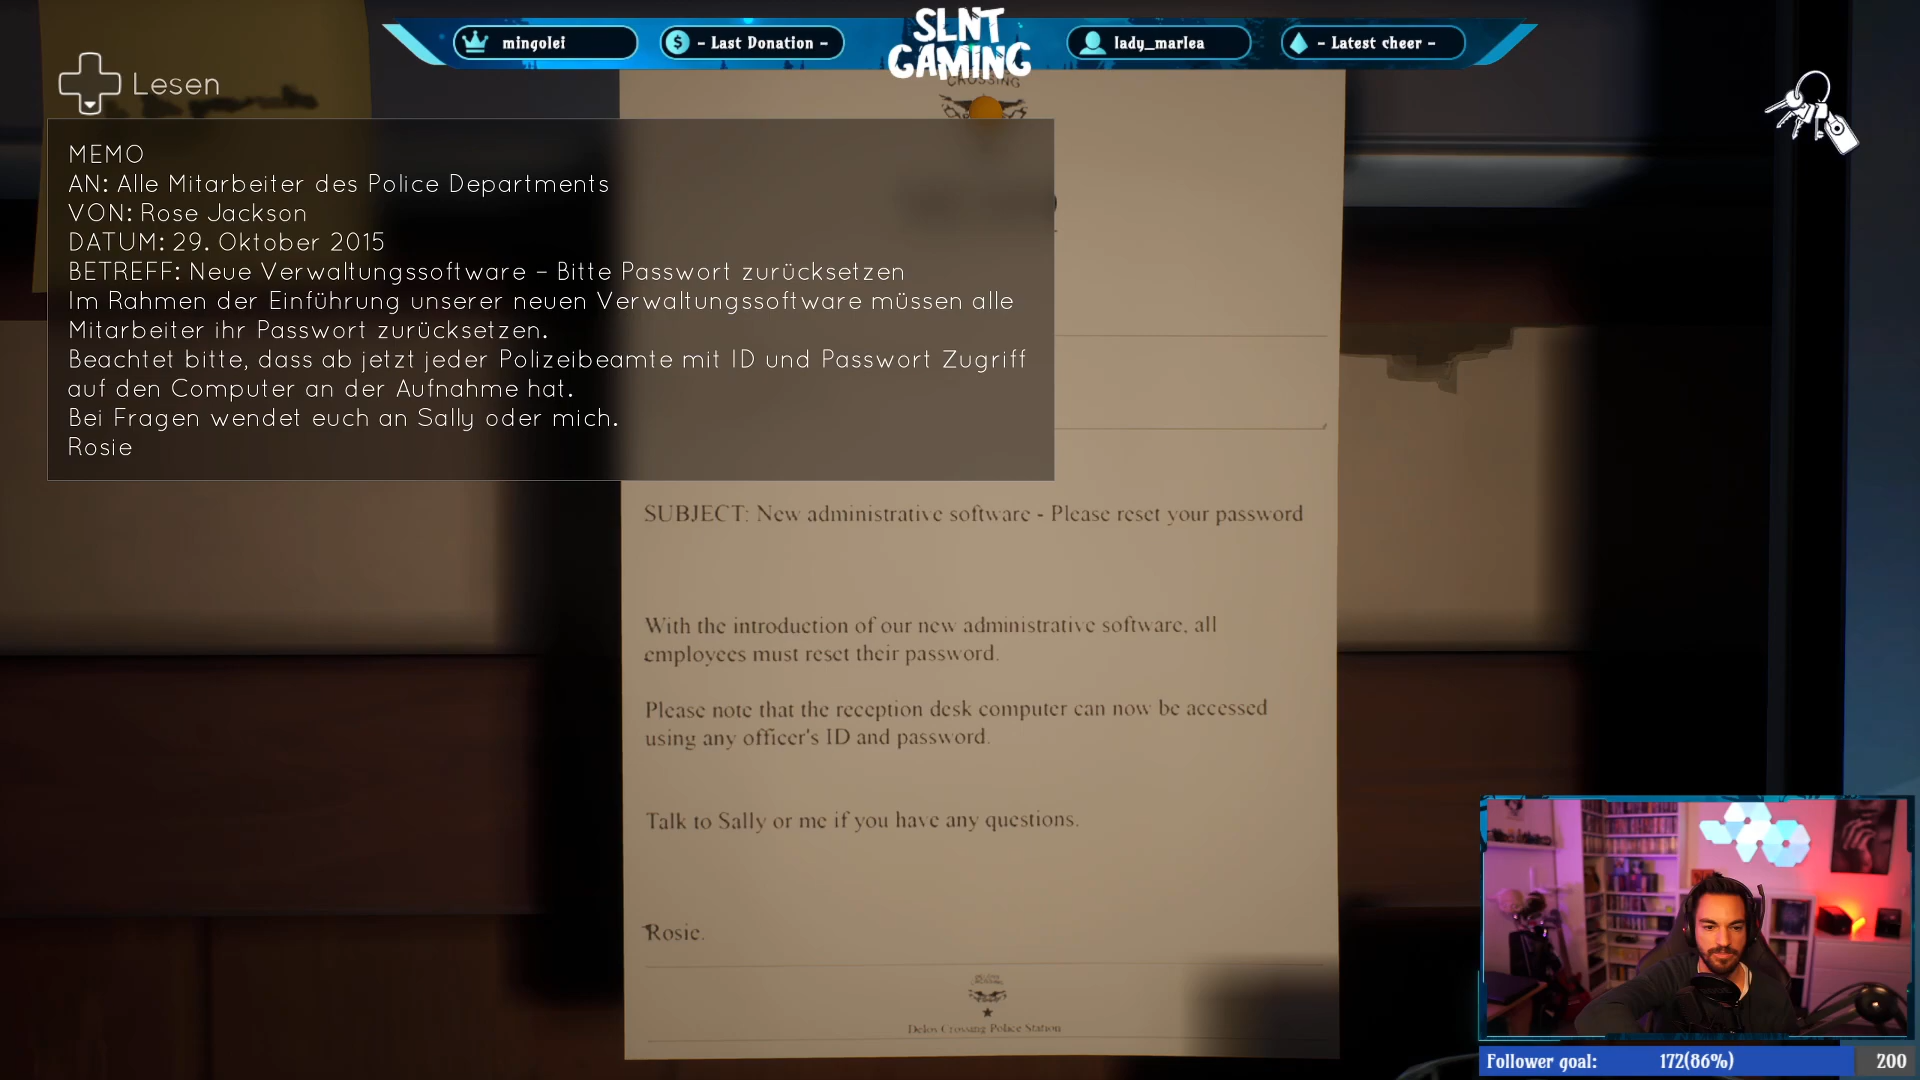 SLNT
GAMING
mingolei
- Last Donation -
lady_marlea
- Latest cheer -
Lesen
CROSSING
MEMO
AN: Alle Mitarbeiter des Police Departments
VON: Rose Jackson
DATUM: 29. Oktober 2015
BETREFF: Neue Verwaltungssoftware – Bitte Passwort zurücksetzen
Im Rahmen der Einführung unserer neuen Verwaltungssoftware müssen alle
Mitarbeiter ihr Passwort zurücksetzen.
Beachtet bitte, dass ab jetzt jeder Polizeibeamte mit ID und Passwort Zugriff
auf den Computer an der Aufnahme hat.
Bei Fragen wendet euch an Sally oder mich.
Rosie
SUBJECT: New administrative software - Please reset your password
With the introduction of our new administrative software, all
employees must reset their password.
Please note that the reception desk computer can now be accessed
using any officer's ID and password.
Talk to Sally or me if you have any questions.
Rosie.
Delos Crossing Police Station
Follower goal: 172(86%) 200